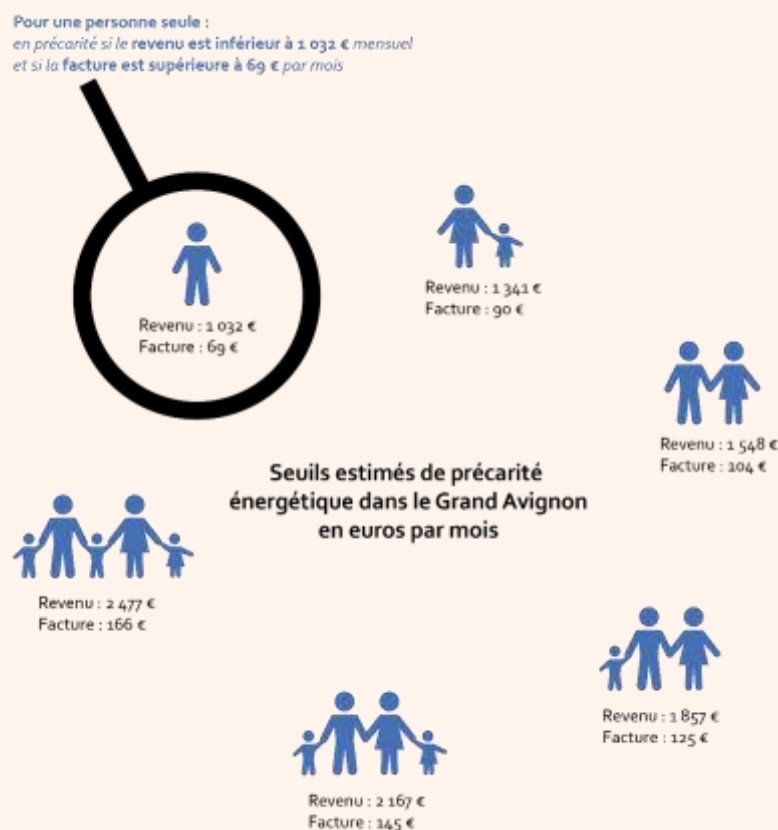 Pour une personne seule :
en précarité si le revenu est inférieur à 1 032 € mensuel
et si la facture est supérieure à 69 € par mois
Revenu : 1 032 €
Facture : 69 €
Revenu : 1 341 €
Facture : 90 €
Revenu : 1 548 €
Facture : 104 €
Seuils estimés de précarité
énergétique dans le Grand Avignon
en euros par mois
Revenu : 2 477 €
Facture : 166 €
Revenu : 1 857 €
Facture : 125 €
Revenu : 2 167 €
Facture : 145 €